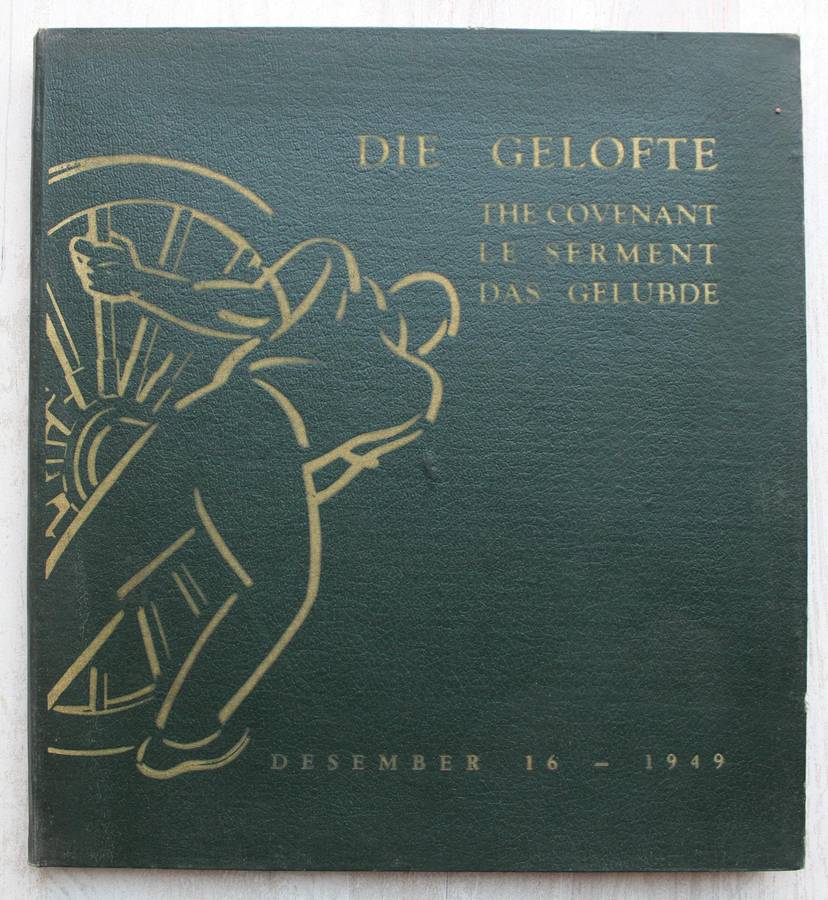 DIE GELOFTE
THE COVENANT
LE SERMENT
DAS GELUBDE
DESEMBER 16 – 1949